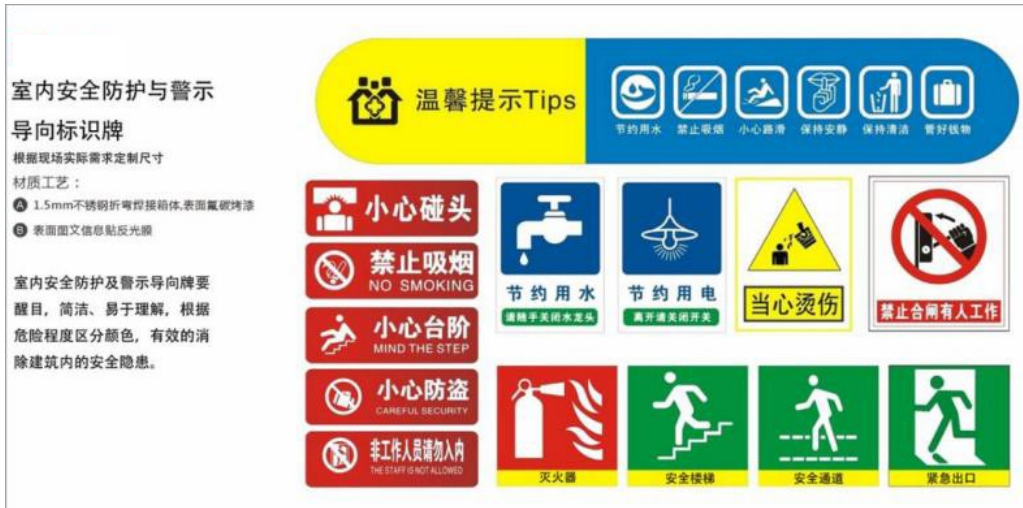 室内安全防护与警示
导向标识牌
根据现场实际需求定制尺寸
材质工艺：
A 1.5mm不锈钢折弯焊接箱体,表面氟碳烤漆
B 表面图文信息贴反光膜
室内安全防护及警示导向牌要
醒目，简洁、易于理解，根据
危险程度区分颜色，有效的消
除建筑内的安全隐患。
温馨提示Tips
节约用水 禁止吸烟 小心路滑 保持安静 保持清洁 管好钱物
小心碰头
禁止吸烟
NO SMOKING
小心台阶
MIND THE STEP
小心防盗
CAREFUL SECURITY
非工作人员请勿入内
THE STAFF IS NOT ALLOWED
节约用水
请随手关闭水龙头
节约用电
离开请关闭开关
当心烫伤
禁止合闸有人工作
灭火器
安全楼梯
安全通道
紧急出口